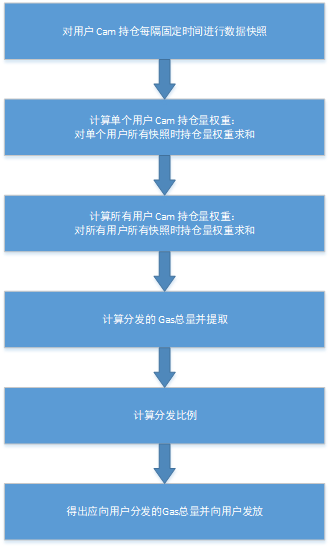 对用户 Cam 持仓每隔固定时间进行数据快照
计算单个用户 Cam 持仓量权重：
对单个用户所有快照时持仓量权重求和
计算所有用户 Cam 持仓量权重：
对所有用户所有快照时持仓量权重求和
计算分发的 Gas总量并提取
计算分发比例
得出应向用户分发的Gas总量并向用户发放